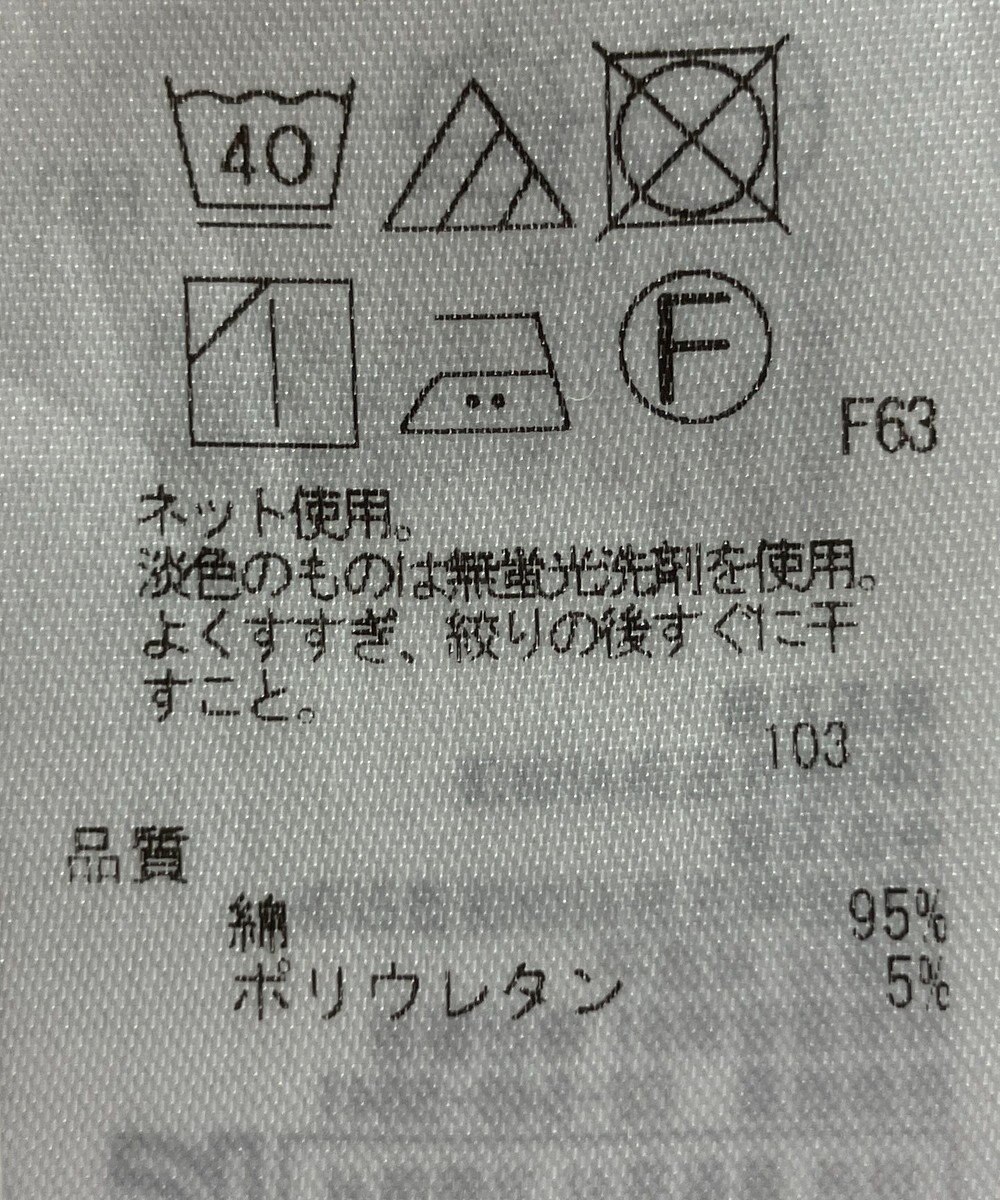 40
F
F63
ネット使用。
淡色のものは無蛍光洗剤を使用。
よくすすぎ、絞りの後すぐに干
すこと。
103
品質
綿 95%
ポリウレタン 5%